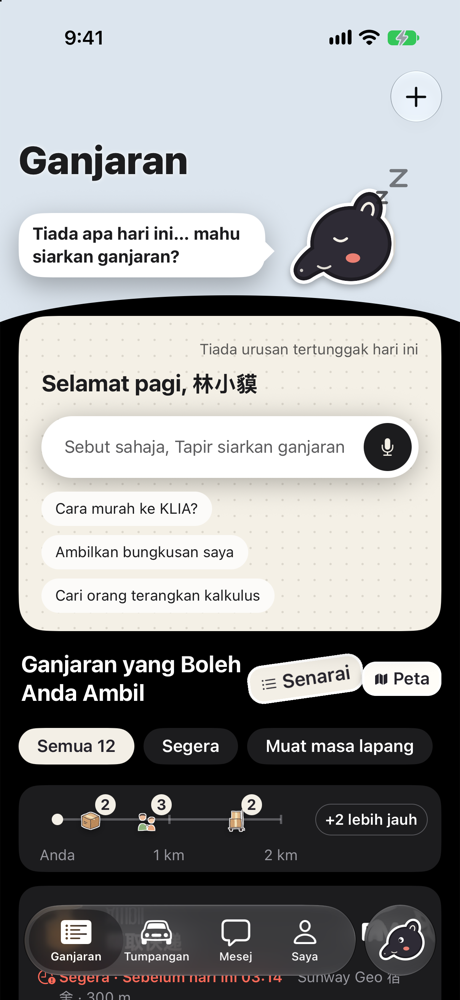 9:41
Ganjaran
Z
Z
Tiada apa hari ini... mahu
siarkan ganjaran?
Tiada urusan tertunggak hari ini
Selamat pagi, 林小貘
Sebut sahaja, Tapir siarkan ganjaran
Cara murah ke KLIA?
Ambilkan bungkusan saya
Cari orang terangkan kalkulus
Ganjaran yang Boleh
Anda Ambil
Senarai
Peta
Semua 12
Segera
Muat masa lapang
2
3
2
+2 lebih jauh
Anda
1 km
2 km
Ganjaran
Tumpangan
Mesej
Saya
Segera · Sebelum hari ini 03:14
Sunway Geo 宿
舍 · 300 m